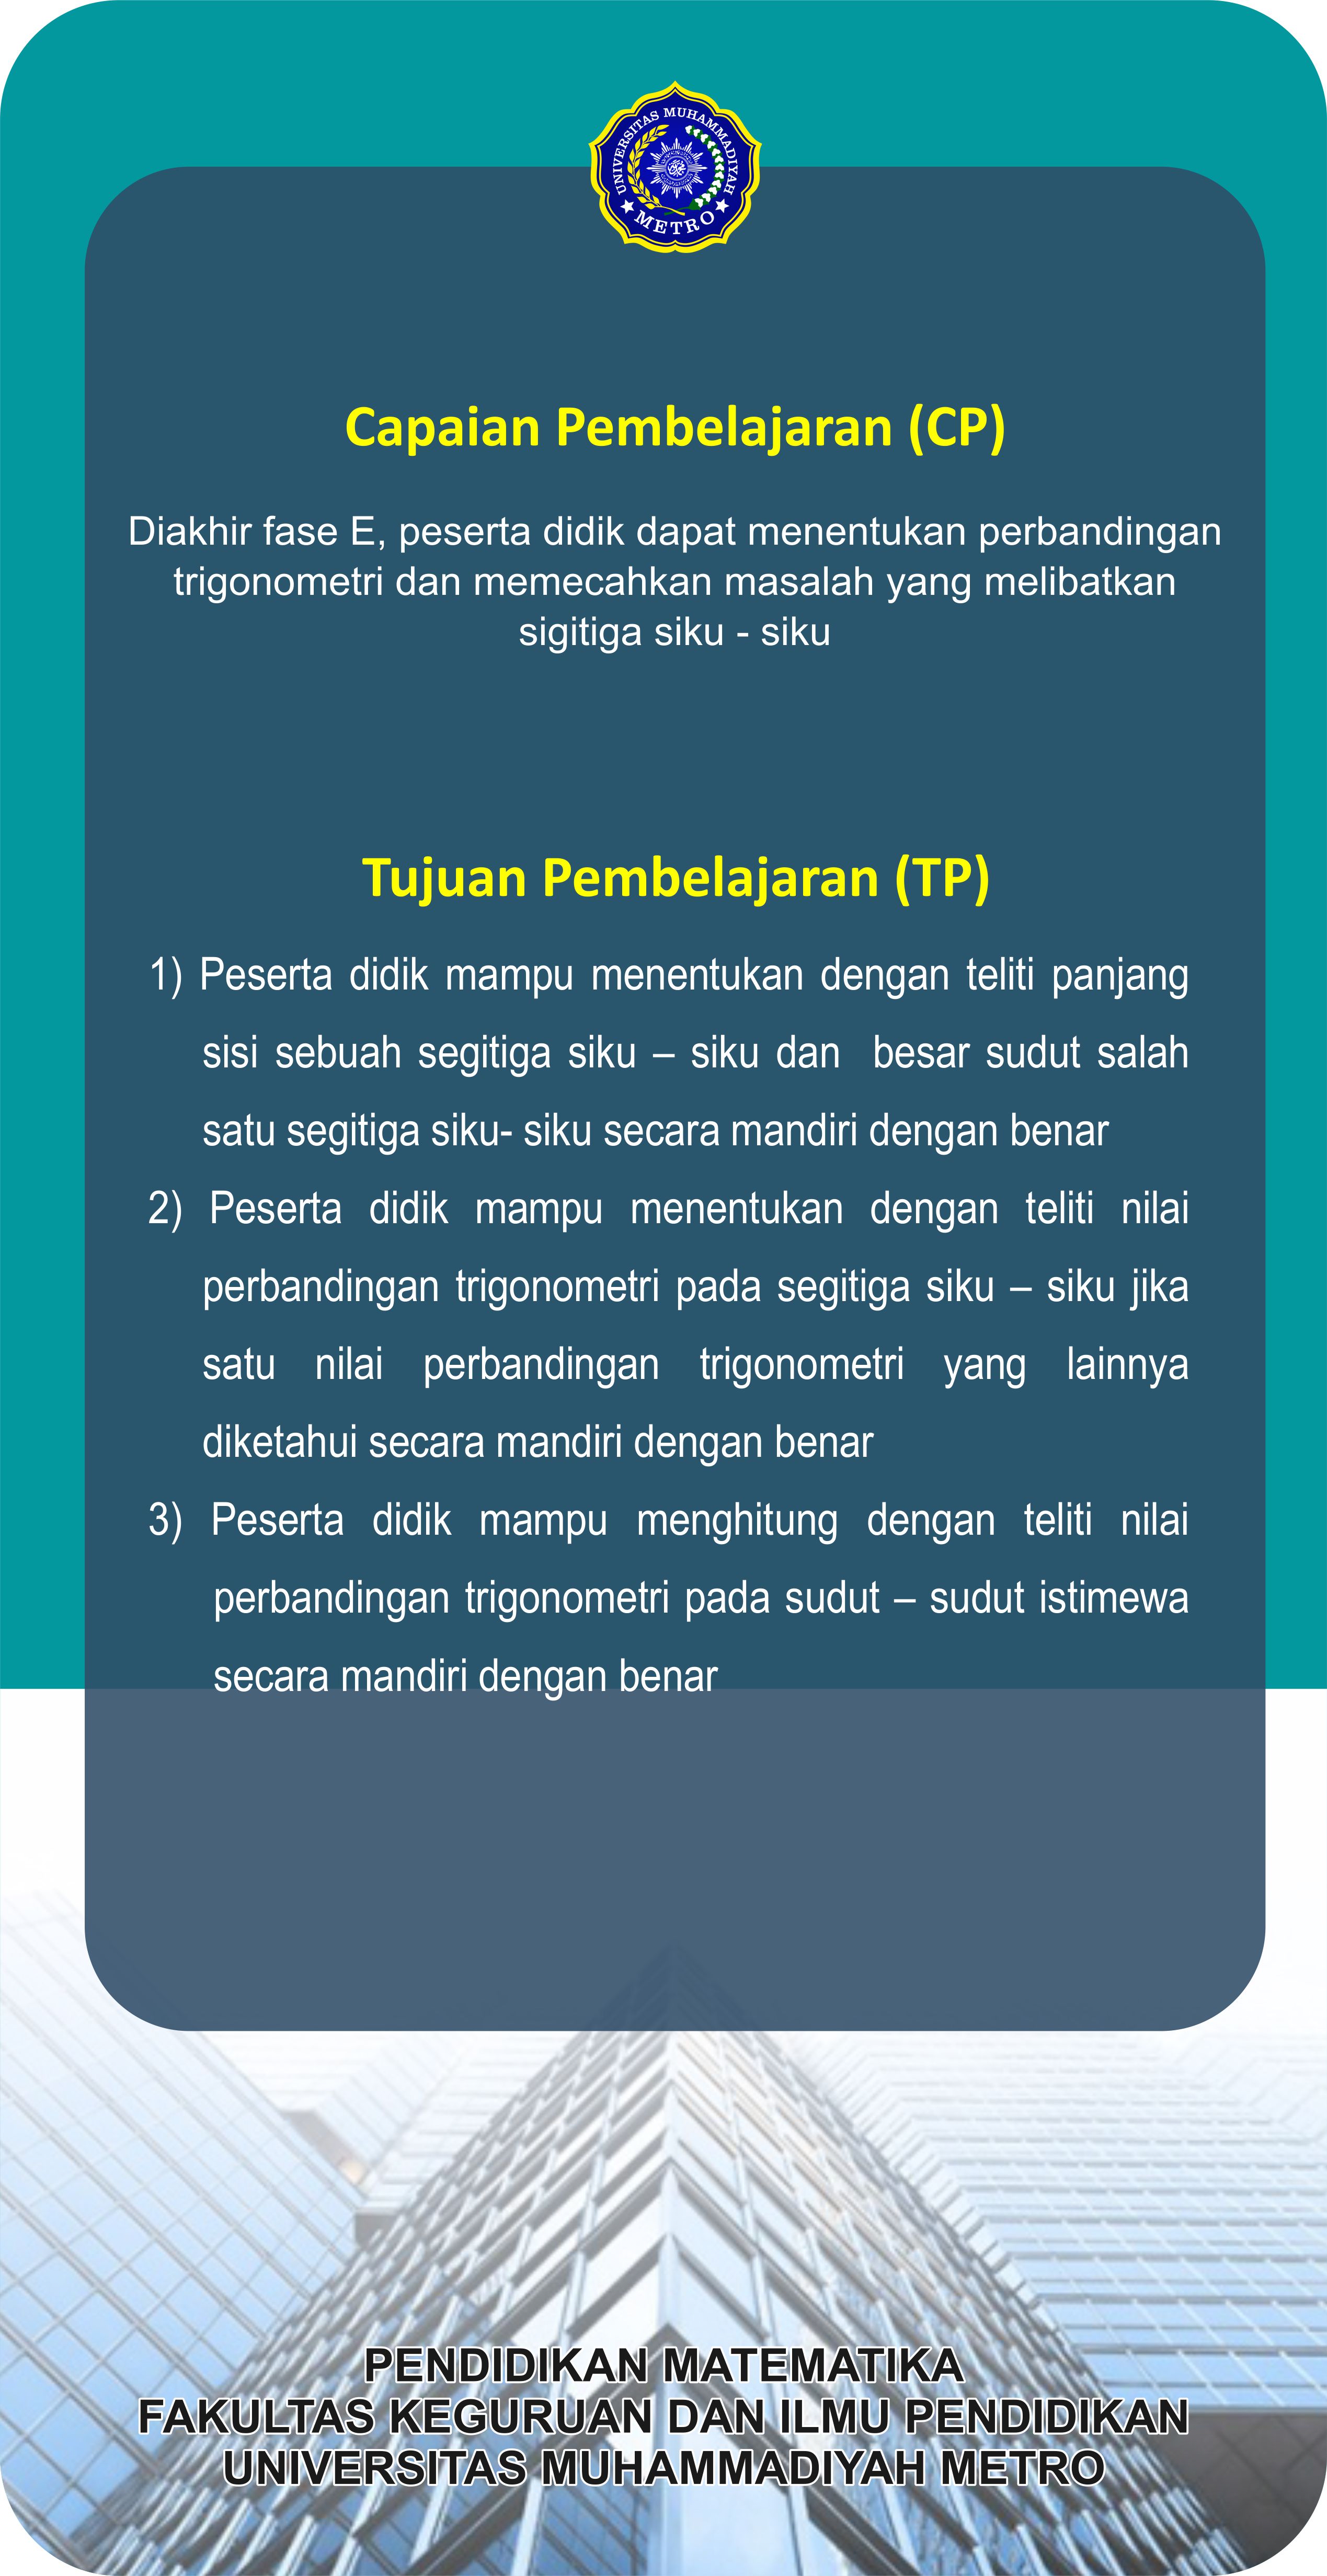 UNIVERSITAS MUHAMMADIYAH
METRO
Capaian Pembelajaran (CP)
Diakhir fase E, peserta didik dapat menentukan perbandingan
trigonometri dan memecahkan masalah yang melibatkan
sigitiga siku - siku
Tujuan Pembelajaran (TP)
1) Peserta didik mampu menentukan dengan teliti panjang
sisi sebuah segitiga siku – siku dan besar sudut salah
satu segitiga siku- siku secara mandiri dengan benar
2) Peserta didik mampu menentukan dengan teliti nilai
perbandingan trigonometri pada segitiga siku – siku jika
satu nilai perbandingan trigonometri yang lainnya
diketahui secara mandiri dengan benar
3) Peserta didik mampu menghitung dengan teliti nilai
perbandingan trigonometri pada sudut – sudut istimewa
secara mandiri dengan benar
PENDIDIKAN MATEMATIKA
FAKULTAS KEGURUAN DAN ILMU PENDIDIKAN
UNIVERSITAS MUHAMMADIYAH METRO